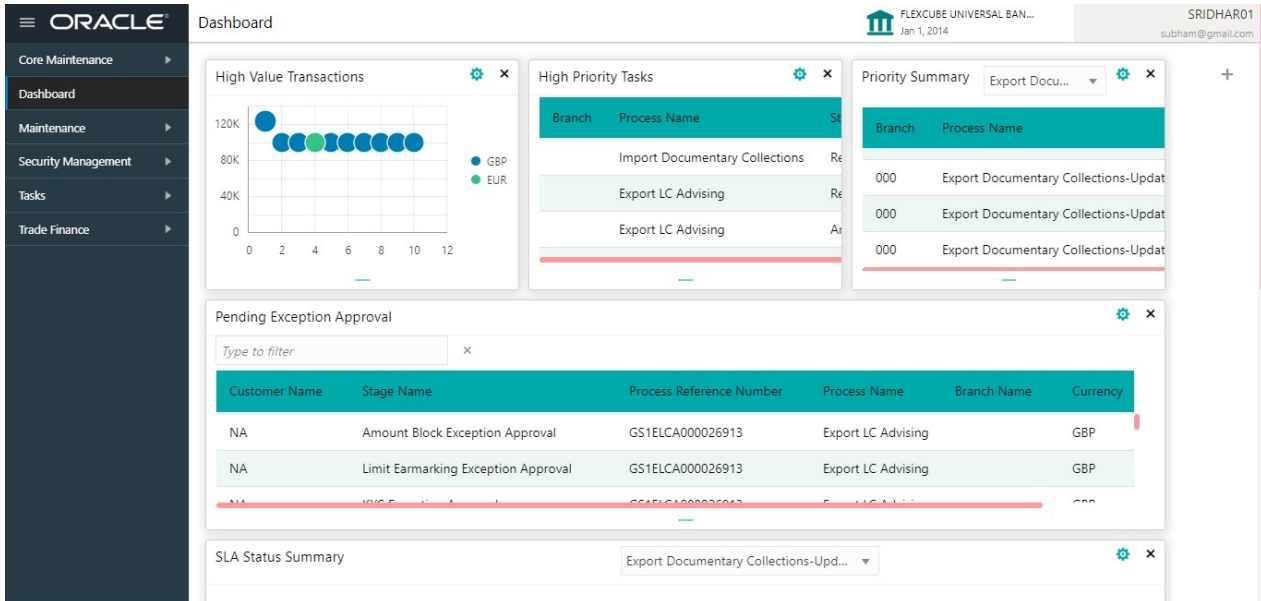 ORACLE
Dashboard
FLEXCUBE UNIVERSAL BAN...
Jan 1, 2014
SRIDHAR01
subham@gmail.com
Core Maintenance
Dashboard
Maintenance
Security Management
Tasks
Trade Finance
High Value Transactions
120K
80K
40K
0
0 2 4 6 8 10 12
GBP
EUR
High Priority Tasks
Branch Process Name St
Import Documentary Collections Re
Export LC Advising Re
Export LC Advising Ar
Priority Summary Export Docu...
Branch Process Name
000 Export Documentary Collections-Updat
000 Export Documentary Collections-Updat
000 Export Documentary Collections-Updat
Pending Exception Approval
Type to filter
Customer Name Stage Name Process Reference Number Process Name Branch Name Currency
NA Amount Block Exception Approval GS1ELCA000026913 Export LC Advising GBP
NA Limit Earmarking Exception Approval GS1ELCA000026913 Export LC Advising GBP
SLA Status Summary Export Documentary Collections-Upd...